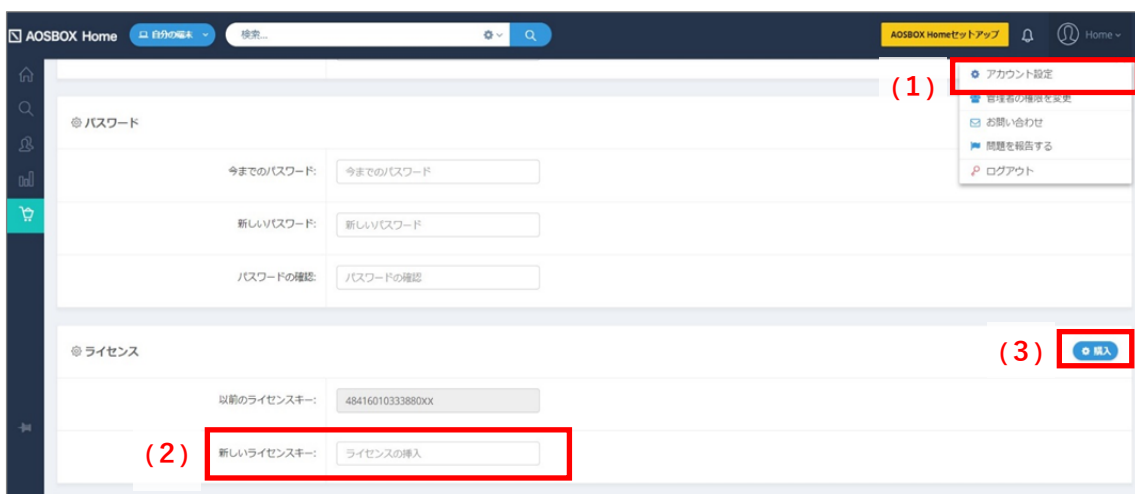 AOSBOX Home 自分の端末 検索... AOSBOX Homeセットアップ Home
(1) アカウント設定
管理者の権限を変更
お問い合わせ
問題を報告する
ログアウト
パスワード
今までのパスワード: 今までのパスワード
新しいパスワード: 新しいパスワード
パスワードの確認: パスワードの確認
ライセンス (3) 購入
以前のライセンスキー: 48416010333880XX
(2) 新しいライセンスキー: ライセンスの挿入